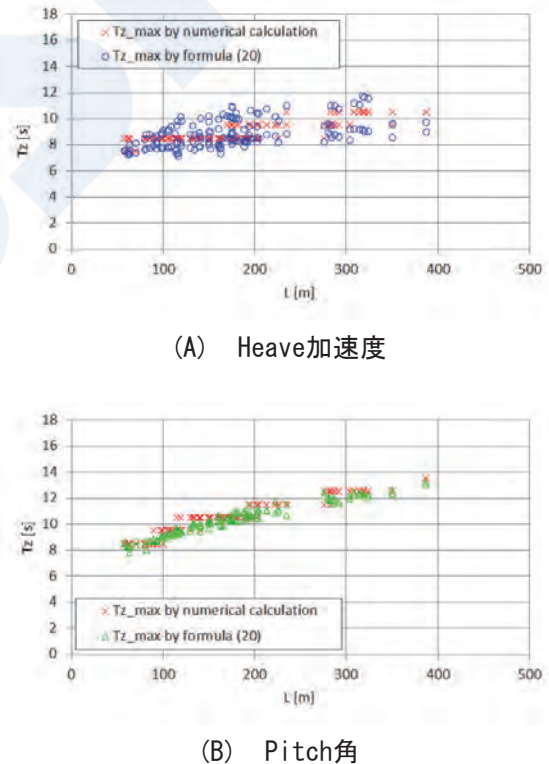 18
16
14
12
10
8
6
4
2
0
Tz [s]
× Tz_max by numerical calculation
○ Tz_max by formula (20)
0 100 200 300 400 500
L [m]
(A) Heave加速度
18
16
14
12
10
8
6
4
2
0
Tz [s]
× Tz_max by numerical calculation
△ Tz_max by formula (20)
0 100 200 300 400 500
L [m]
(B) Pitch角